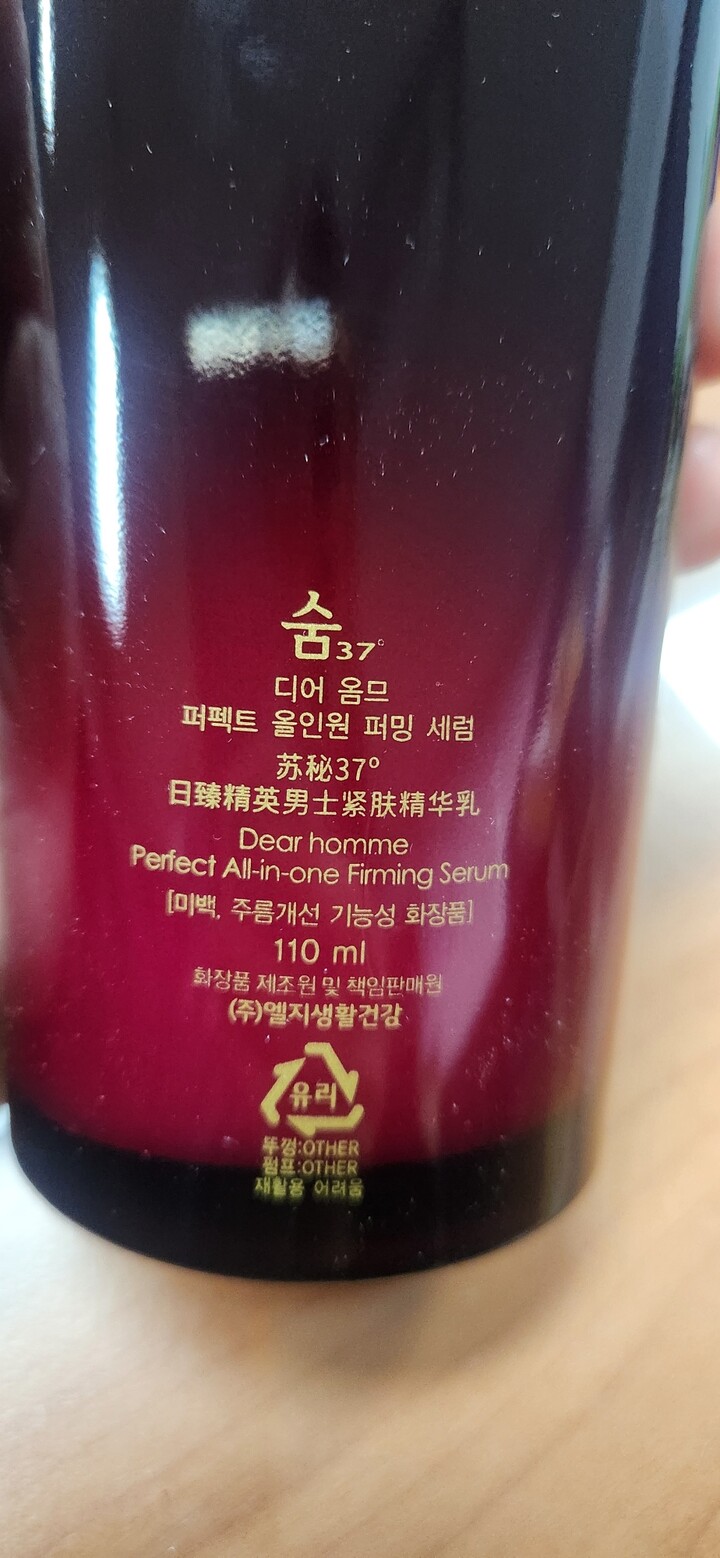 숨37°
디어 옴므
퍼펙트 올인원 퍼밍 세럼
苏秘37°
日臻精英男士紧肤精华乳
Dear homme
Perfect All-in-one Firming Serum
[미백, 주름개선 기능성 화장품]
110 ml
화장품 제조원 및 책임판매원
(주)엘지생활건강
유리
뚜껑:OTHER
펌프:OTHER
재활용 어려움